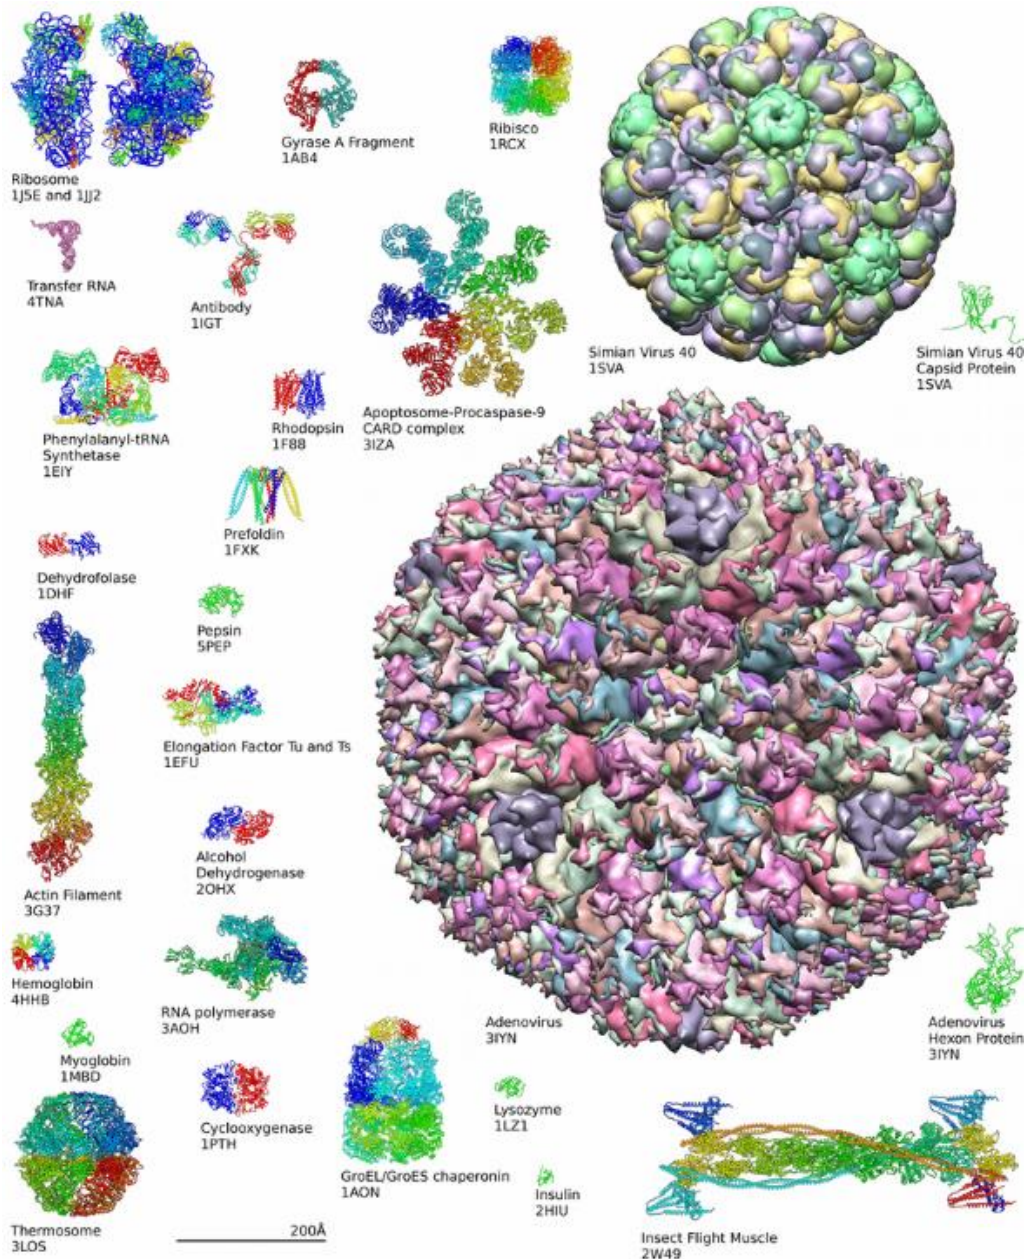 Ribosome
1J5E and 1JJ2
Gyrase A Fragment
1AB4
Ribisco
1RCX
Transfer RNA
4TNA
Antibody
1IGT
Simian Virus 40
1SVA
Simian Virus 40
Capsid Protein
1SVA
Phenylalanyl-tRNA
Synthetase
1EIY
Rhodopsin
1F88
Apoptosome-Procaspase-9
CARD complex
3IZA
Prefoldin
1FXK
Dehydrofolase
1DHF
Pepsin
5PEP
Elongation Factor Tu and Ts
1EFU
Alcohol
Dehydrogenase
2OHX
Actin Filament
3G37
Hemoglobin
4HHB
RNA polymerase
3AOH
Adenovirus
3IYN
Adenovirus
Hexon Protein
3IYN
Myoglobin
1MBD
Cyclooxygenase
1PTH
GroEL/GroES chaperonin
1AON
Lysozyme
1LZ1
Insulin
2HIU
Thermosome
3LOS
200Å
Insect Flight Muscle
2W49